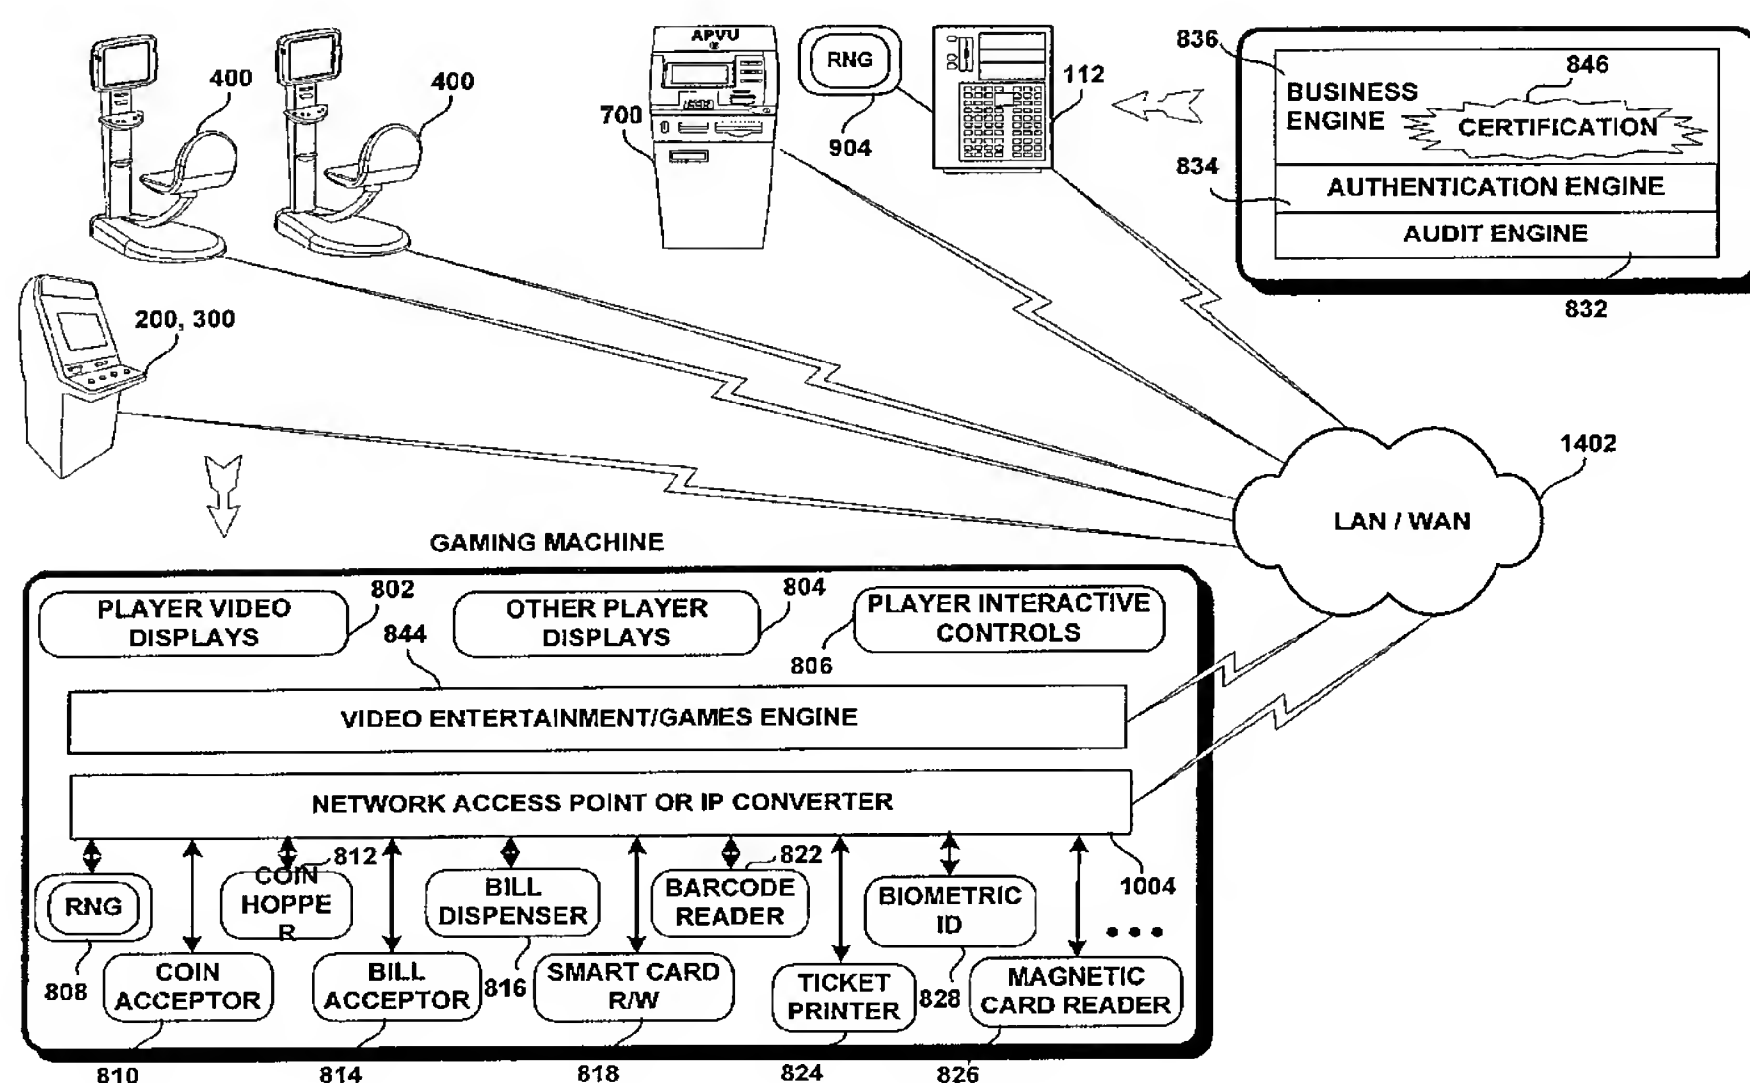 APVU
RNG
836
846
400
400
112
BUSINESS
ENGINE
CERTIFICATION
700
904
834
AUTHENTICATION ENGINE
AUDIT ENGINE
832
200, 300
1402
LAN / WAN
GAMING MACHINE
PLAYER VIDEO
DISPLAYS
802
844
OTHER PLAYER
DISPLAYS
804
PLAYER INTERACTIVE
CONTROLS
806
VIDEO ENTERTAINMENT/GAMES ENGINE
NETWORK ACCESS POINT OR IP CONVERTER
812
822
1004
RNG
COIN
HOPPE
R
BILL
DISPENSER
BARCODE
READER
BIOMETRIC
ID
808
COIN
ACCEPTOR
BILL
ACCEPTOR
816
SMART CARD
R/W
TICKET
PRINTER
828
MAGNETIC
CARD READER
810
814
818
824
826